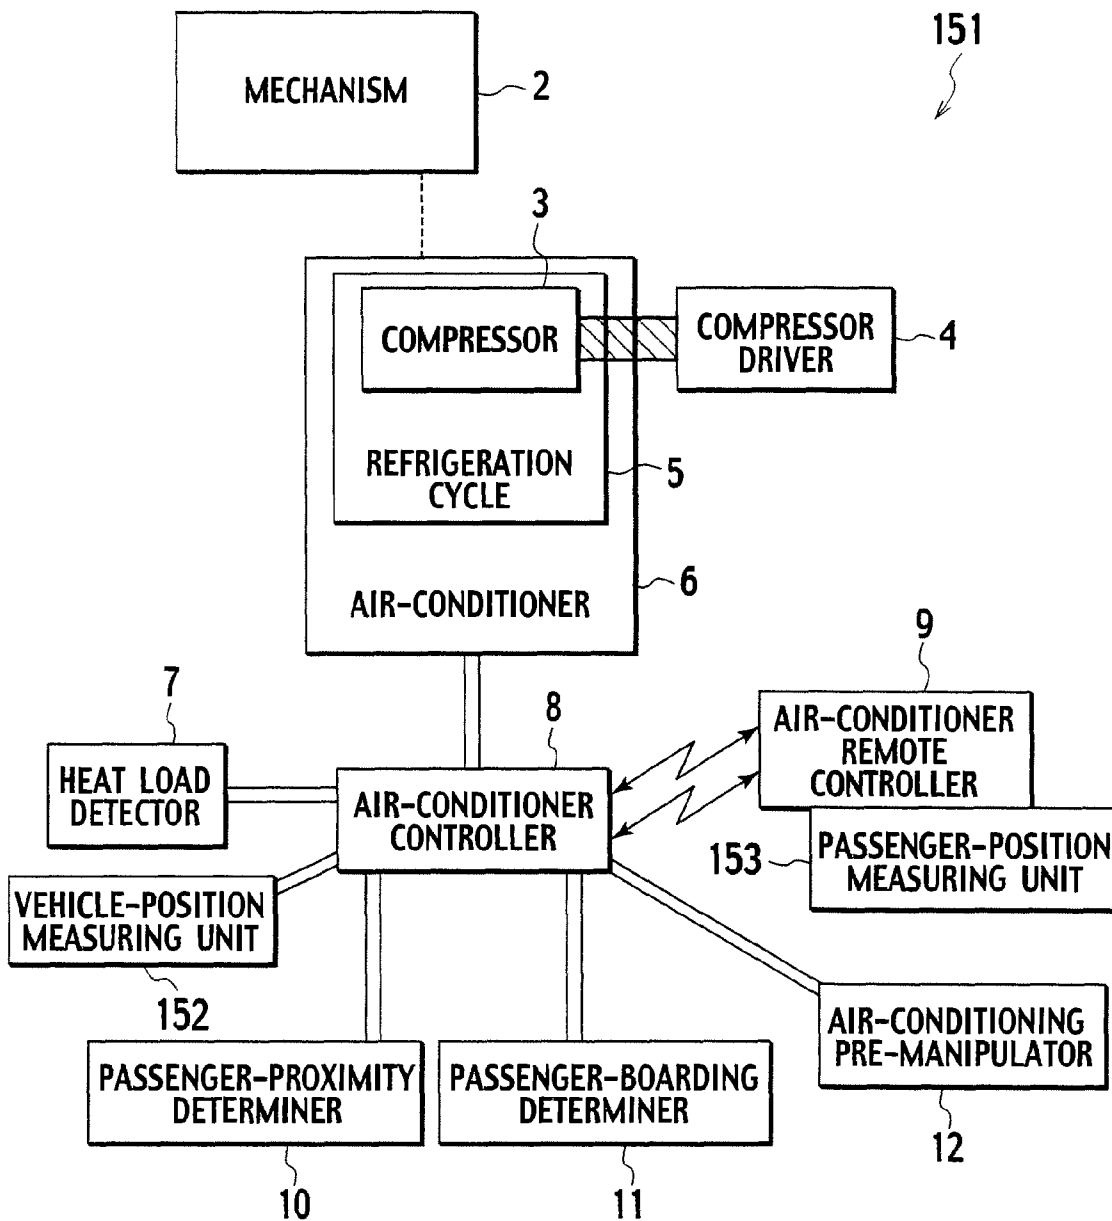 151
MECHANISM
2
3
COMPRESSOR
COMPRESSOR
DRIVER
4
REFRIGERATION
CYCLE
5
AIR-CONDITIONER
6
7
HEAT LOAD
DETECTOR
8
AIR-CONDITIONER
CONTROLLER
9
AIR-CONDITIONER
REMOTE
CONTROLLER
153
PASSENGER-POSITION
MEASURING UNIT
VEHICLE-POSITION
MEASURING UNIT
152
PASSENGER-PROXIMITY
DETERMINER
10
PASSENGER-BOARDING
DETERMINER
11
AIR-CONDITIONING
PRE-MANIPULATOR
12